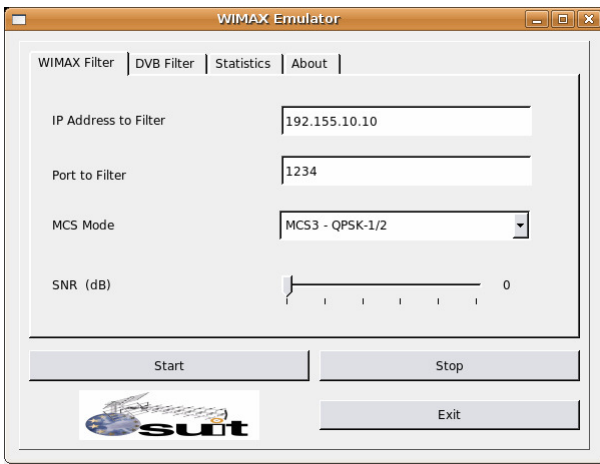 WIMAX Emulator
WIMAX Filter DVB Filter Statistics About
IP Address to Filter 192.155.10.10
Port to Filter 1234
MCS Mode MCS3 - QPSK-1/2
SNR (dB) 0
Start Stop
suit Exit